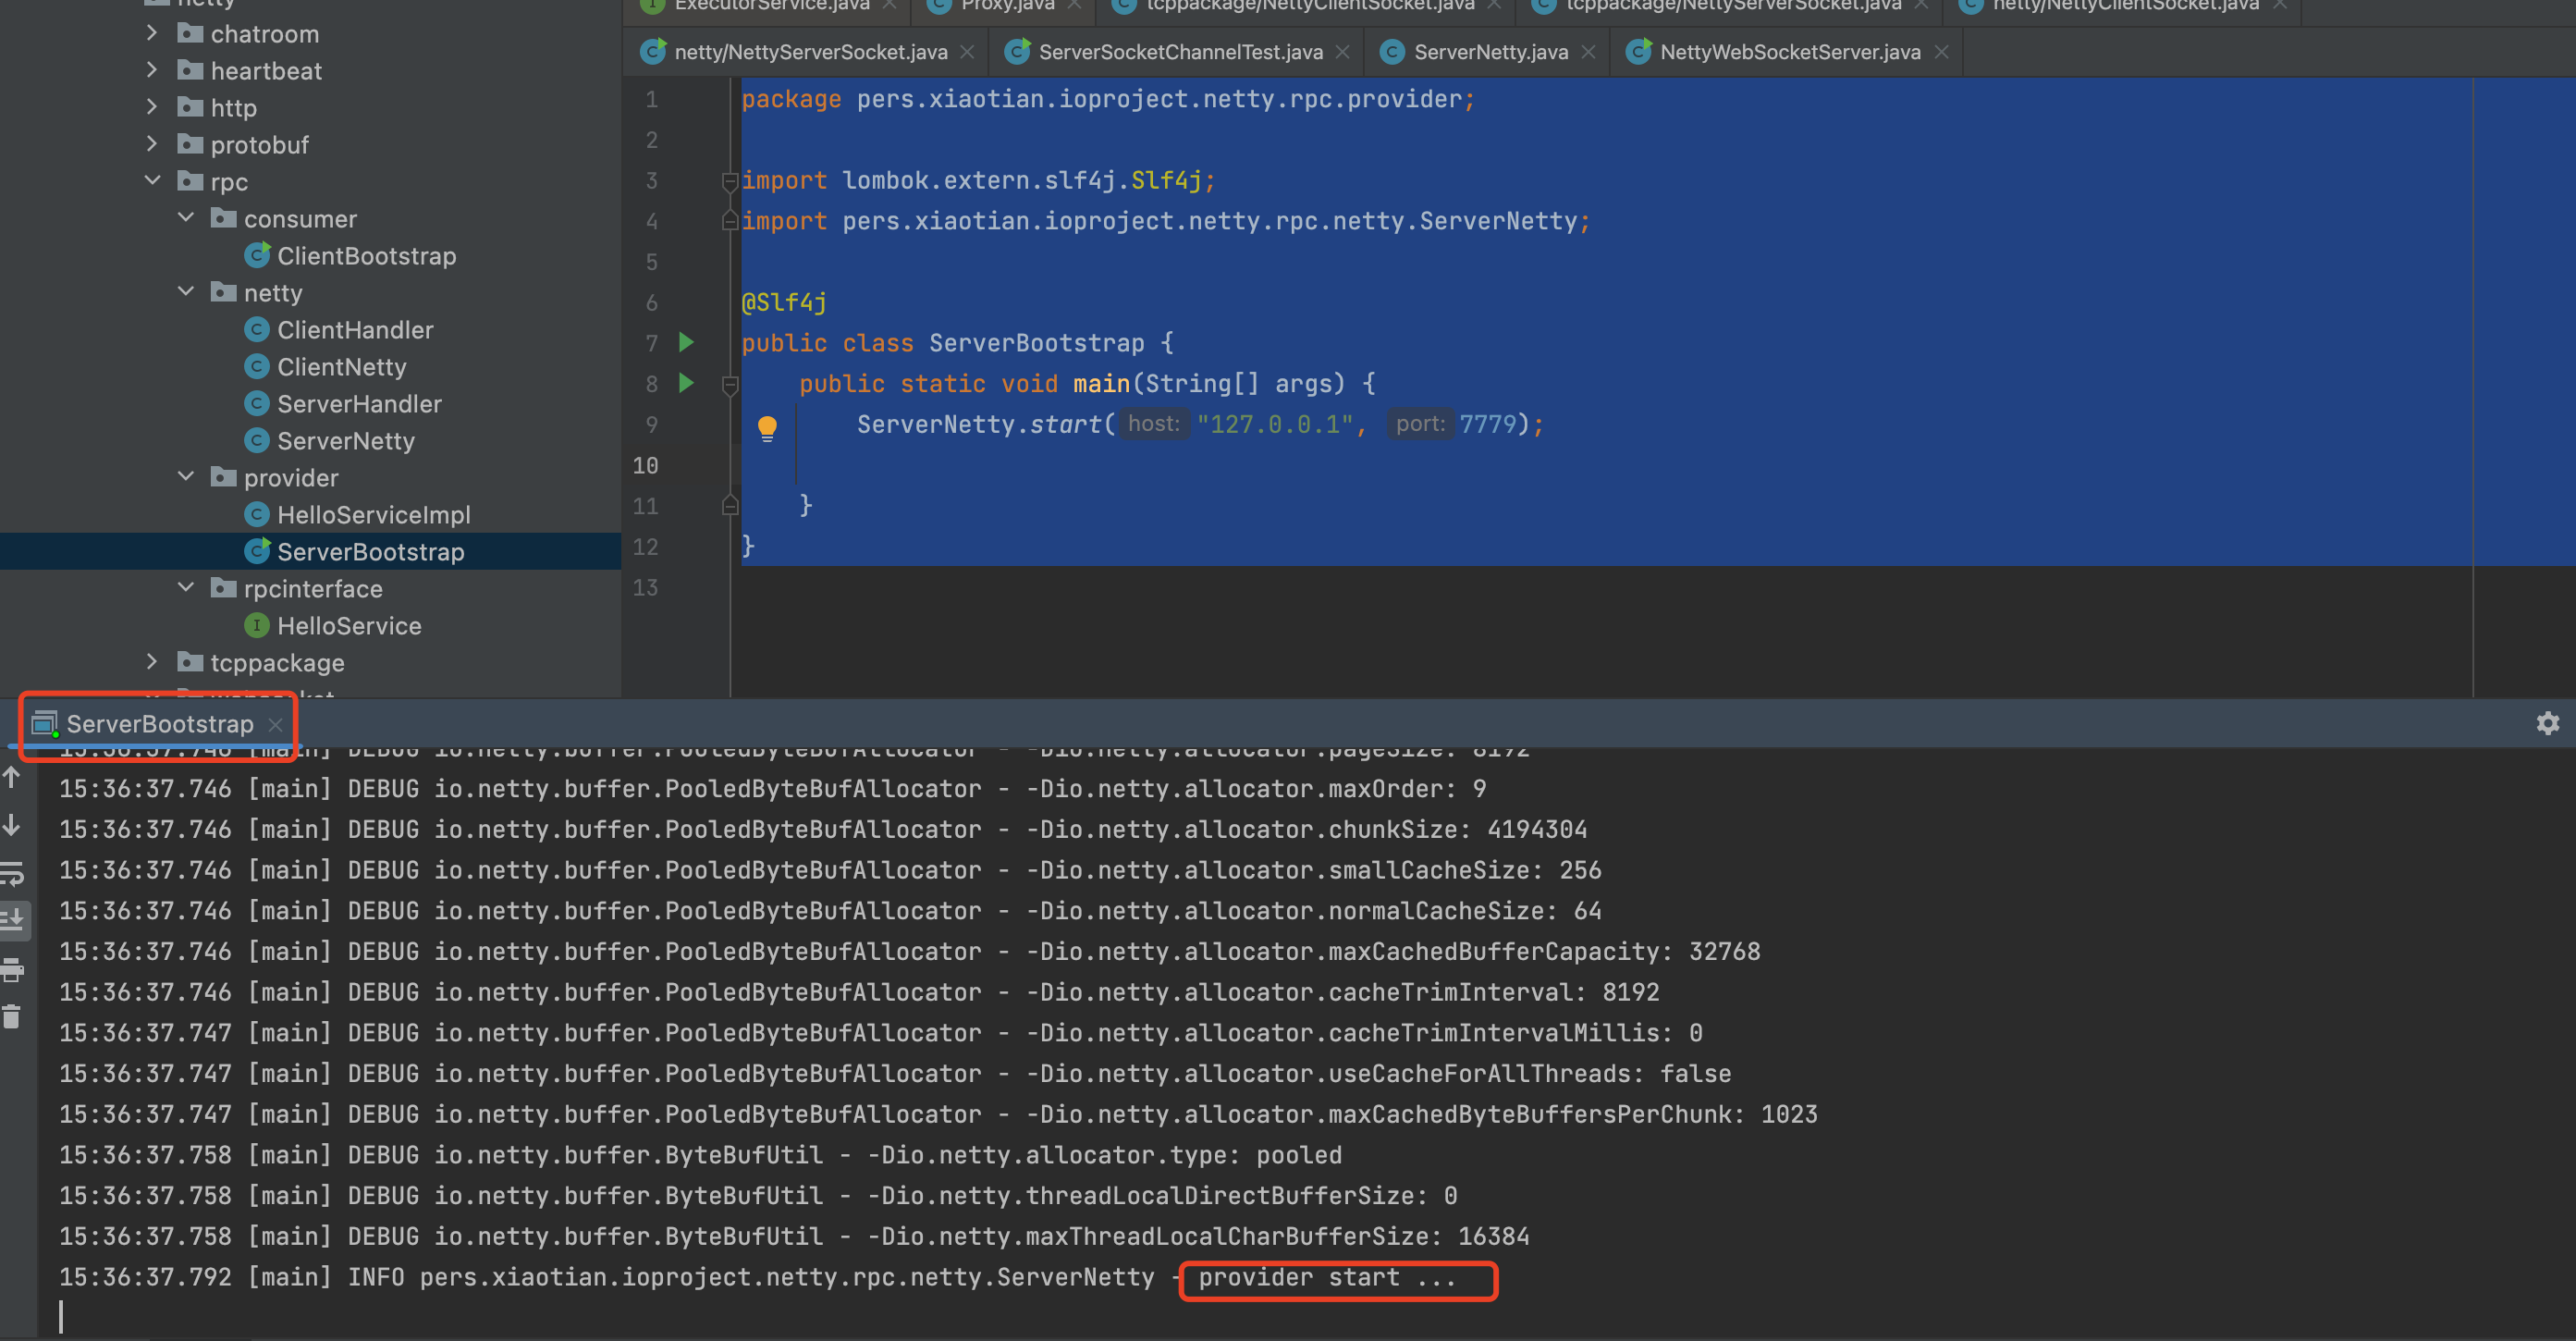 netty
chatroom
heartbeat
http
protobuf
rpc
consumer
ClientBootstrap
netty
ClientHandler
ClientNetty
ServerHandler
ServerNetty
provider
HelloServiceImpl
ServerBootstrap
rpcinterface
HelloService
tcppackage
ExecutorService.java Proxy.java tcppackage/NettyClientSocket.java tcppackage/NettyServerSocket.java netty/NettyClientSocket.java
netty/NettyServerSocket.java ServerSocketChannelTest.java ServerNetty.java NettyWebSocketServer.java
1 package pers.xiaotian.ioproject.netty.rpc.provider;
2
3 import lombok.extern.slf4j.Slf4j;
4 import pers.xiaotian.ioproject.netty.rpc.netty.ServerNetty;
5
6 @Slf4j
7 public class ServerBootstrap {
8 public static void main(String[] args) {
9 ServerNetty.start( host: "127.0.0.1", port: 7779);
10
11 }
12 }
13
ServerBootstrap
15:36:37.746 [main] DEBUG io.netty.buffer.PooledByteBufAllocator - -Dio.netty.allocator.pageSize: 8192
15:36:37.746 [main] DEBUG io.netty.buffer.PooledByteBufAllocator - -Dio.netty.allocator.maxOrder: 9
15:36:37.746 [main] DEBUG io.netty.buffer.PooledByteBufAllocator - -Dio.netty.allocator.chunkSize: 4194304
15:36:37.746 [main] DEBUG io.netty.buffer.PooledByteBufAllocator - -Dio.netty.allocator.smallCacheSize: 256
15:36:37.746 [main] DEBUG io.netty.buffer.PooledByteBufAllocator - -Dio.netty.allocator.normalCacheSize: 64
15:36:37.746 [main] DEBUG io.netty.buffer.PooledByteBufAllocator - -Dio.netty.allocator.maxCachedBufferCapacity: 32768
15:36:37.746 [main] DEBUG io.netty.buffer.PooledByteBufAllocator - -Dio.netty.allocator.cacheTrimInterval: 8192
15:36:37.747 [main] DEBUG io.netty.buffer.PooledByteBufAllocator - -Dio.netty.allocator.cacheTrimIntervalMillis: 0
15:36:37.747 [main] DEBUG io.netty.buffer.PooledByteBufAllocator - -Dio.netty.allocator.useCacheForAllThreads: false
15:36:37.747 [main] DEBUG io.netty.buffer.PooledByteBufAllocator - -Dio.netty.allocator.maxCachedByteBuffersPerChunk: 1023
15:36:37.758 [main] DEBUG io.netty.buffer.ByteBufUtil - -Dio.netty.allocator.type: pooled
15:36:37.758 [main] DEBUG io.netty.buffer.ByteBufUtil - -Dio.netty.threadLocalDirectBufferSize: 0
15:36:37.758 [main] DEBUG io.netty.buffer.ByteBufUtil - -Dio.netty.maxThreadLocalCharBufferSize: 16384
15:36:37.792 [main] INFO pers.xiaotian.ioproject.netty.rpc.netty.ServerNetty - provider start ...